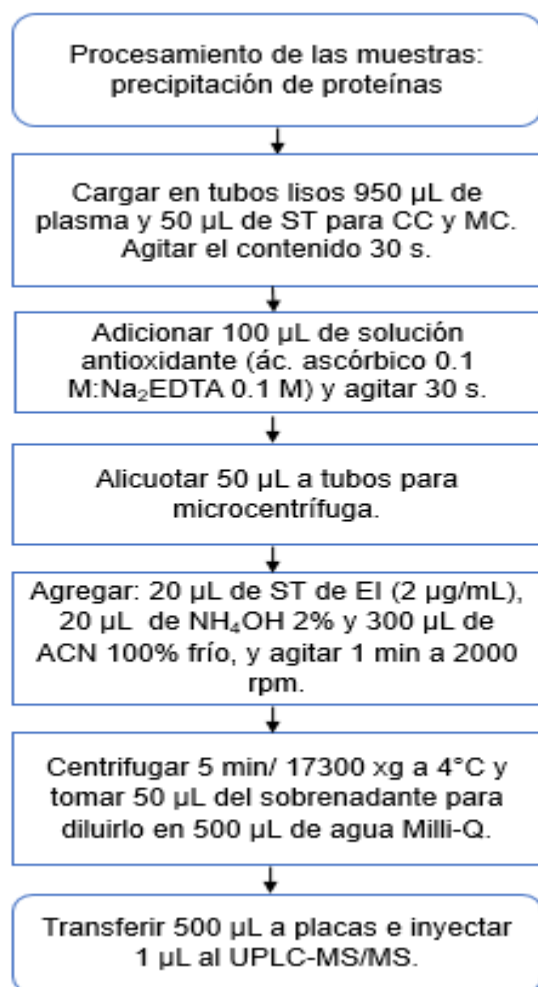 Procesamiento de las muestras:
precipitación de proteínas
Cargar en tubos lisos 950 µL de
plasma y 50 µL de ST para CC y MC.
Agitar el contenido 30 s.
Adicionar 100 µL de solución
antioxidante (ác. ascórbico 0.1
M:Na₂EDTA 0.1 M) y agitar 30 s.
Alicuotar 50 µL a tubos para
microcentrífuga.
Agregar: 20 µL de ST de EI (2 µg/mL),
20 µL de NH₄OH 2% y 300 µL de
ACN 100% frío, y agitar 1 min a 2000
rpm.
Centrifugar 5 min/ 17300 xg a 4°C y
tomar 50 µL del sobrenadante para
diluirlo en 500 µL de agua Milli-Q.
Transferir 500 µL a placas e inyectar
1 µL al UPLC-MS/MS.